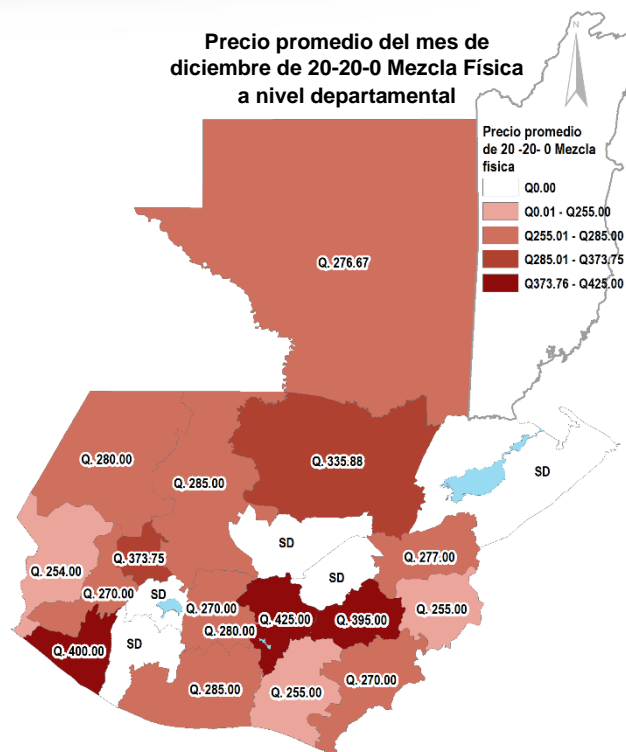 Precio promedio del mes de
diciembre de 20-20-0 Mezcla Física
a nivel departamental
N
Precio promedio
de 20 -20- 0 Mezcla
física
Q0.00
Q0.01 - Q255.00
Q255.01 - Q285.00
Q285.01 - Q373.75
Q373.76 - Q425.00
Q. 276.67
Q. 280.00
Q. 285.00
Q. 335.88
SD
Q. 254.00
Q. 373.75
SD
Q. 277.00
Q. 270.00
SD
SD
Q. 270.00
Q. 255.00
Q. 280.00
Q. 425.00
Q. 395.00
Q. 400.00
SD
Q. 285.00
Q. 255.00
Q. 270.00